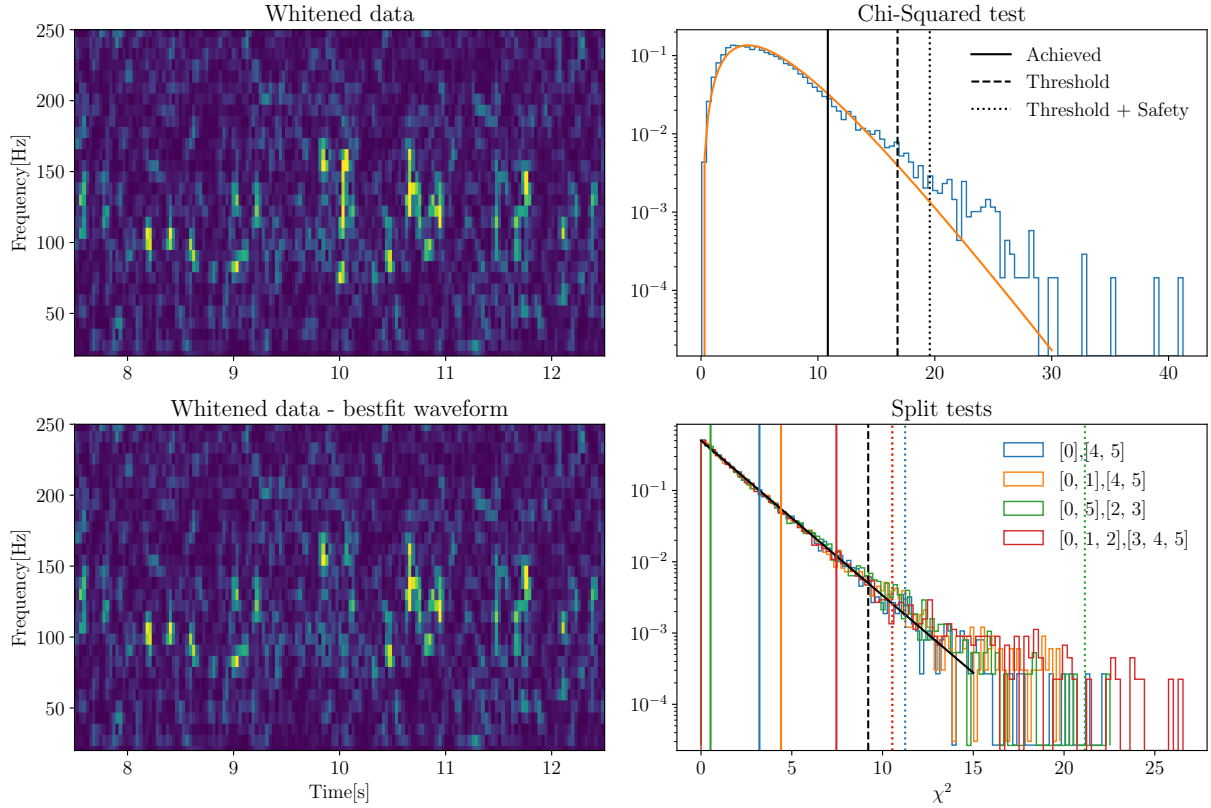 Whitened data
250
200
150
100
50
Frequency[Hz]
8
9
10
11
12
Chi-Squared test
10⁻¹
10⁻²
10⁻³
10⁻⁴
Achieved
Threshold
Threshold + Safety
0
10
20
30
40
Whitened data - bestfit waveform
250
200
150
100
50
Frequency[Hz]
8
9
10
11
12
Time[s]
Split tests
10⁻¹
10⁻²
10⁻³
10⁻⁴
[0],[4, 5]
[0, 1],[4, 5]
[0, 5],[2, 3]
[0, 1, 2],[3, 4, 5]
0
5
10
15
20
25
χ²